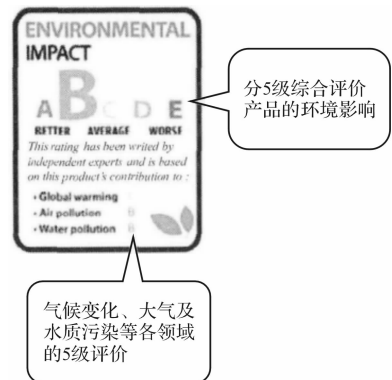 ENVIRONMENTAL
IMPACT
A B C D E
BETTER AVERAGE WORSE
This rating has been writed by
independent experts and is based
on this product's contribution to :
• Global warming
• Air pollution B
• Water pollution B
分5级综合评价
产品的环境影响
气候变化、大气及
水质污染等各领域
的5级评价